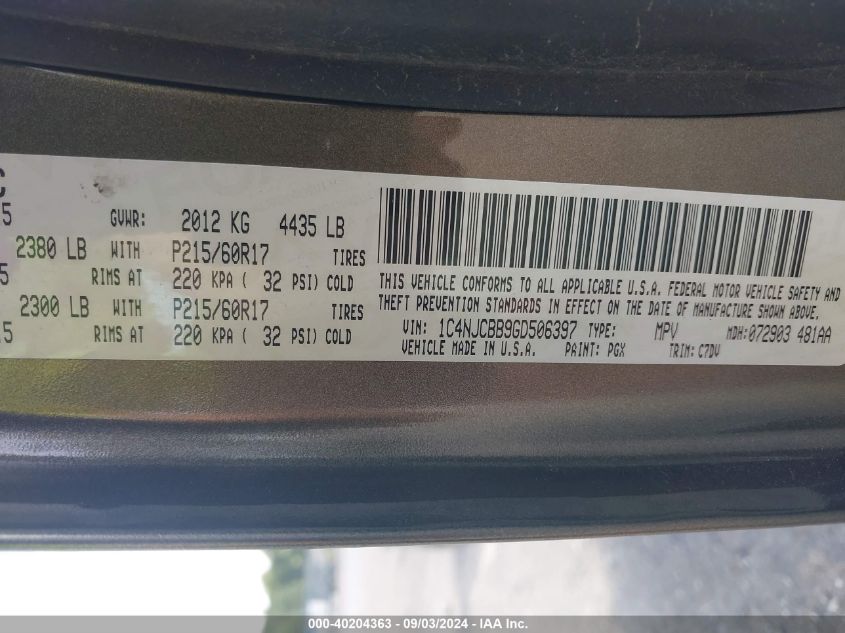 C
5 GVWR: 2012 KG 4435 LB
2380 LB WITH P215/60R17 TIRES
5 RIMS AT 220 KPA ( 32 PSI) COLD
2300 LB WITH P215/60R17 TIRES
.5 RIMS AT 220 KPA ( 32 PSI) COLD
THIS VEHICLE CONFORMS TO ALL APPLICABLE U.S.A. FEDERAL MOTOR VEHICLE SAFETY AND
THEFT PREVENTION STANDARDS IN EFFECT ON THE DATE OF MANUFACTURE SHOWN ABOVE.
VIN: 1C4NJCBB9GD506397 TYPE: MPV MDH:072903 481AA
VEHICLE MADE IN U.S.A. PAINT: PGX TRIM: C7DV
000-40204363 - 09/03/2024 - IAA Inc.